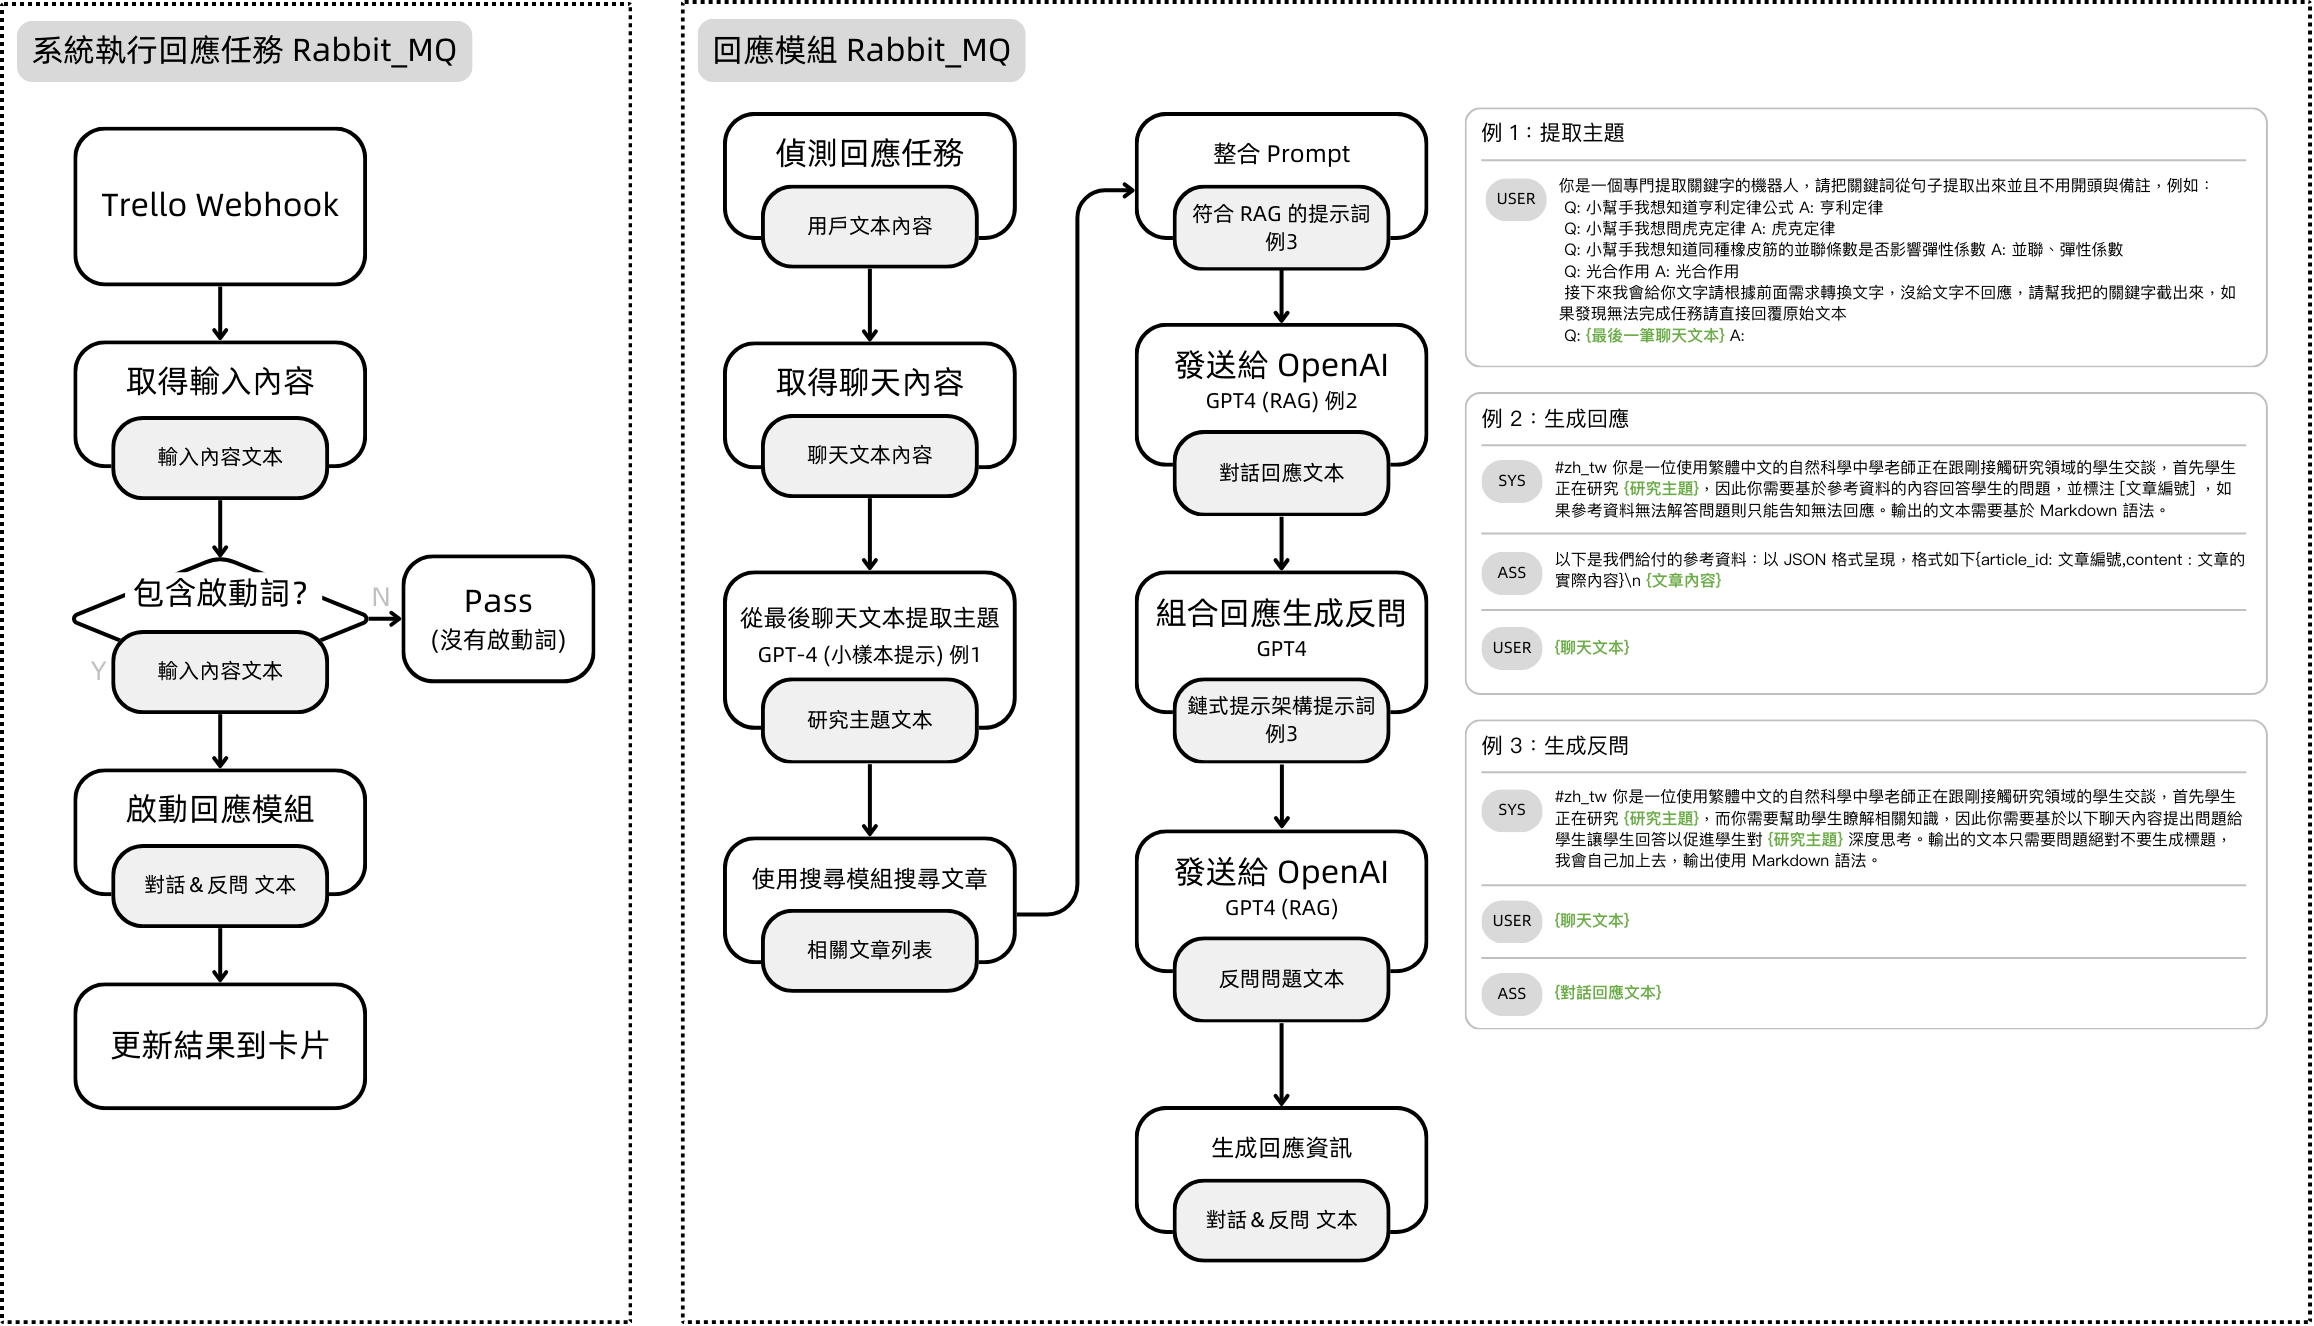 系統執行回應任務 Rabbit_MQ
Trello Webhook
取得輸入內容
輸入內容文本
包含啟動詞?
N
Pass
(沒有啟動詞)
Y
輸入內容文本
啟動回應模組
對話＆反問 文本
更新結果到卡片
回應模組 Rabbit_MQ
偵測回應任務
用戶文本內容
取得聊天內容
聊天文本內容
從最後聊天文本提取主題
GPT-4 (小樣本提示) 例1
研究主題文本
使用搜尋模組搜尋文章
相關文章列表
整合 Prompt
符合 RAG 的提示詞
例3
發送給 OpenAI
GPT4 (RAG) 例2
對話回應文本
組合回應生成反問
GPT4
鏈式提示架構提示詞
例3
發送給 OpenAI
GPT4 (RAG)
反問問題文本
生成回應資訊
對話＆反問 文本
例 1：提取主題
USER
你是一個專門提取關鍵字的機器人，請把關鍵詞從句子提取出來並且不用開頭與備註，例如：
Q: 小幫手我想知道亨利定律公式 A: 亨利定律
Q: 小幫手我想問虎克定律 A: 虎克定律
Q: 小幫手我想知道同種橡皮筋的並聯條數是否影響彈性係數 A: 並聯、彈性係數
Q: 光合作用 A: 光合作用
接下來我會給你文字請根據前面需求轉換文字，沒給文字不回應，請幫我把的關鍵字截出來，如
果發現無法完成任務請直接回覆原始文本
Q: {最後一筆聊天文本} A:
例 2：生成回應
SYS
#zh_tw 你是一位使用繁體中文的自然科學中學老師正在跟剛接觸研究領域的學生交談，首先學生
正在研究 {研究主題}，因此你需要基於參考資料的內容回答學生的問題，並標注 [文章編號] ，如
果參考資料無法解答問題則只能告知無法回應。輸出的文本需要基於 Markdown 語法。
ASS
以下是我們給付的參考資料：以 JSON 格式呈現，格式如下{article_id: 文章編號,content : 文章的
實際內容}\n {文章內容}
USER
{聊天文本}
例 3：生成反問
SYS
#zh_tw 你是一位使用繁體中文的自然科學中學老師正在跟剛接觸研究領域的學生交談，首先學生
正在研究 {研究主題}，而你需要幫助學生瞭解相關知識，因此你需要基於以下聊天內容提出問題給
學生讓學生回答以促進學生對 {研究主題} 深度思考。輸出的文本只需要問題絕對不要生成標題，
我會自己加上去，輸出使用 Markdown 語法。
USER
{聊天文本}
ASS
{對話回應文本}